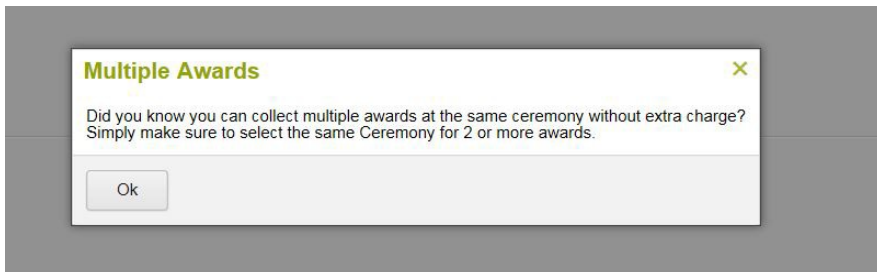 Multiple Awards
Did you know you can collect multiple awards at the same ceremony without extra charge?
Simply make sure to select the same Ceremony for 2 or more awards.
Ok